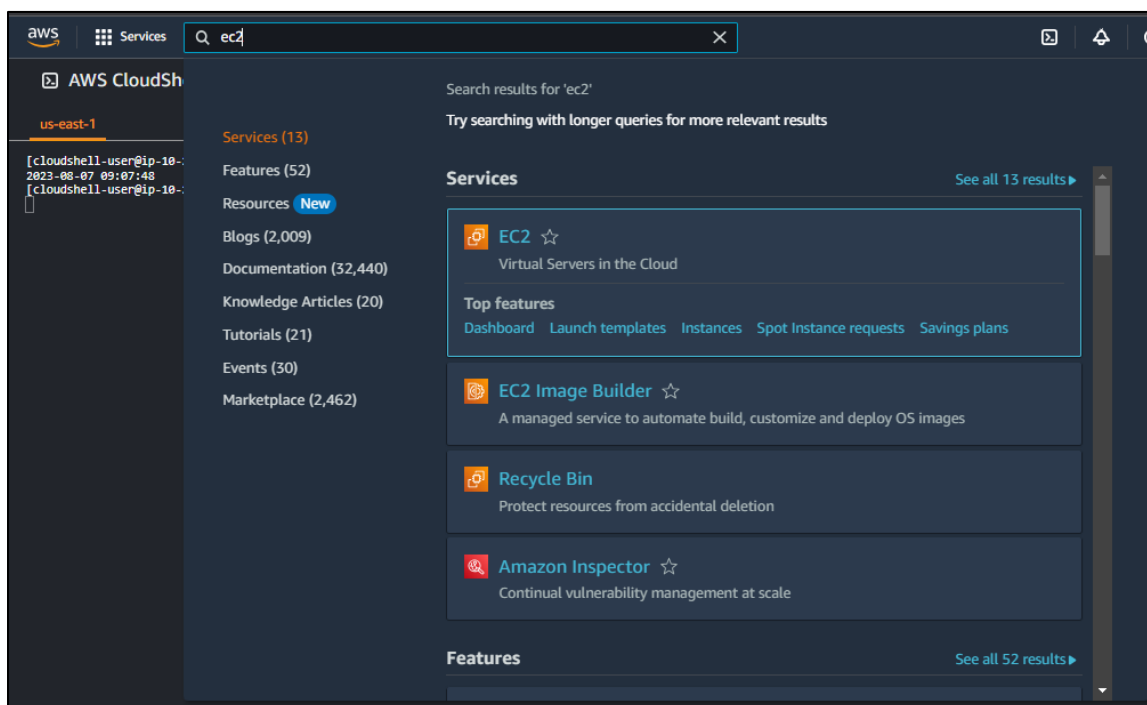 aws
Services
ec2
AWS CloudSh
us-east-1
[cloudshell-user@ip-10-
2023-08-07 09:07:48
[cloudshell-user@ip-10-
Services (13)
Features (52)
Resources New
Blogs (2,009)
Documentation (32,440)
Knowledge Articles (20)
Tutorials (21)
Events (30)
Marketplace (2,462)
Search results for 'ec2'
Try searching with longer queries for more relevant results
Services
See all 13 results
EC2
Virtual Servers in the Cloud
Top features
Dashboard Launch templates Instances Spot Instance requests Savings plans
EC2 Image Builder
A managed service to automate build, customize and deploy OS images
Recycle Bin
Protect resources from accidental deletion
Amazon Inspector
Continual vulnerability management at scale
Features
See all 52 results